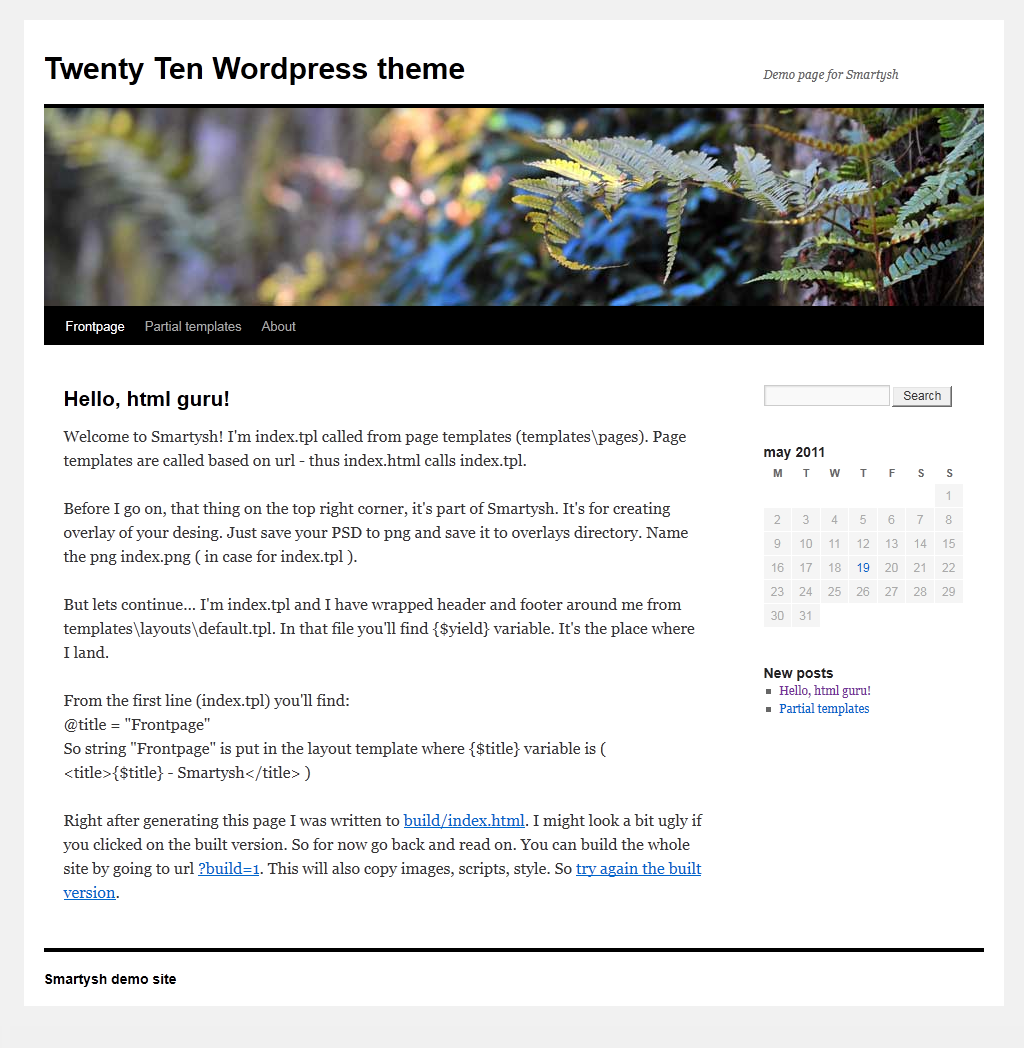 Twenty Ten Wordpress theme
Demo page for Smartysh
Frontpage Partial templates About
Hello, html guru!
Welcome to Smartysh! I'm index.tpl called from page templates (templates\pages). Page
templates are called based on url - thus index.html calls index.tpl.
Before I go on, that thing on the top right corner, it's part of Smartysh. It's for creating
overlay of your desing. Just save your PSD to png and save it to overlays directory. Name
the png index.png ( in case for index.tpl ).
But lets continue... I'm index.tpl and I have wrapped header and footer around me from
templates\layouts\default.tpl. In that file you'll find {$yield} variable. It's the place where
I land.
From the first line (index.tpl) you'll find:
@title = "Frontpage"
So string "Frontpage" is put in the layout template where {$title} variable is (
<title>{$title} - Smartysh</title> )
Right after generating this page I was written to build/index.html. I might look a bit ugly if
you clicked on the built version. So for now go back and read on. You can build the whole
site by going to url ?build=1. This will also copy images, scripts, style. So try again the built
version.
Search
may 2011
M T W T F S S
1
2 3 4 5 6 7 8
9 10 11 12 13 14 15
16 17 18 19 20 21 22
23 24 25 26 27 28 29
30 31
New posts
Hello, html guru!
Partial templates
Smartysh demo site